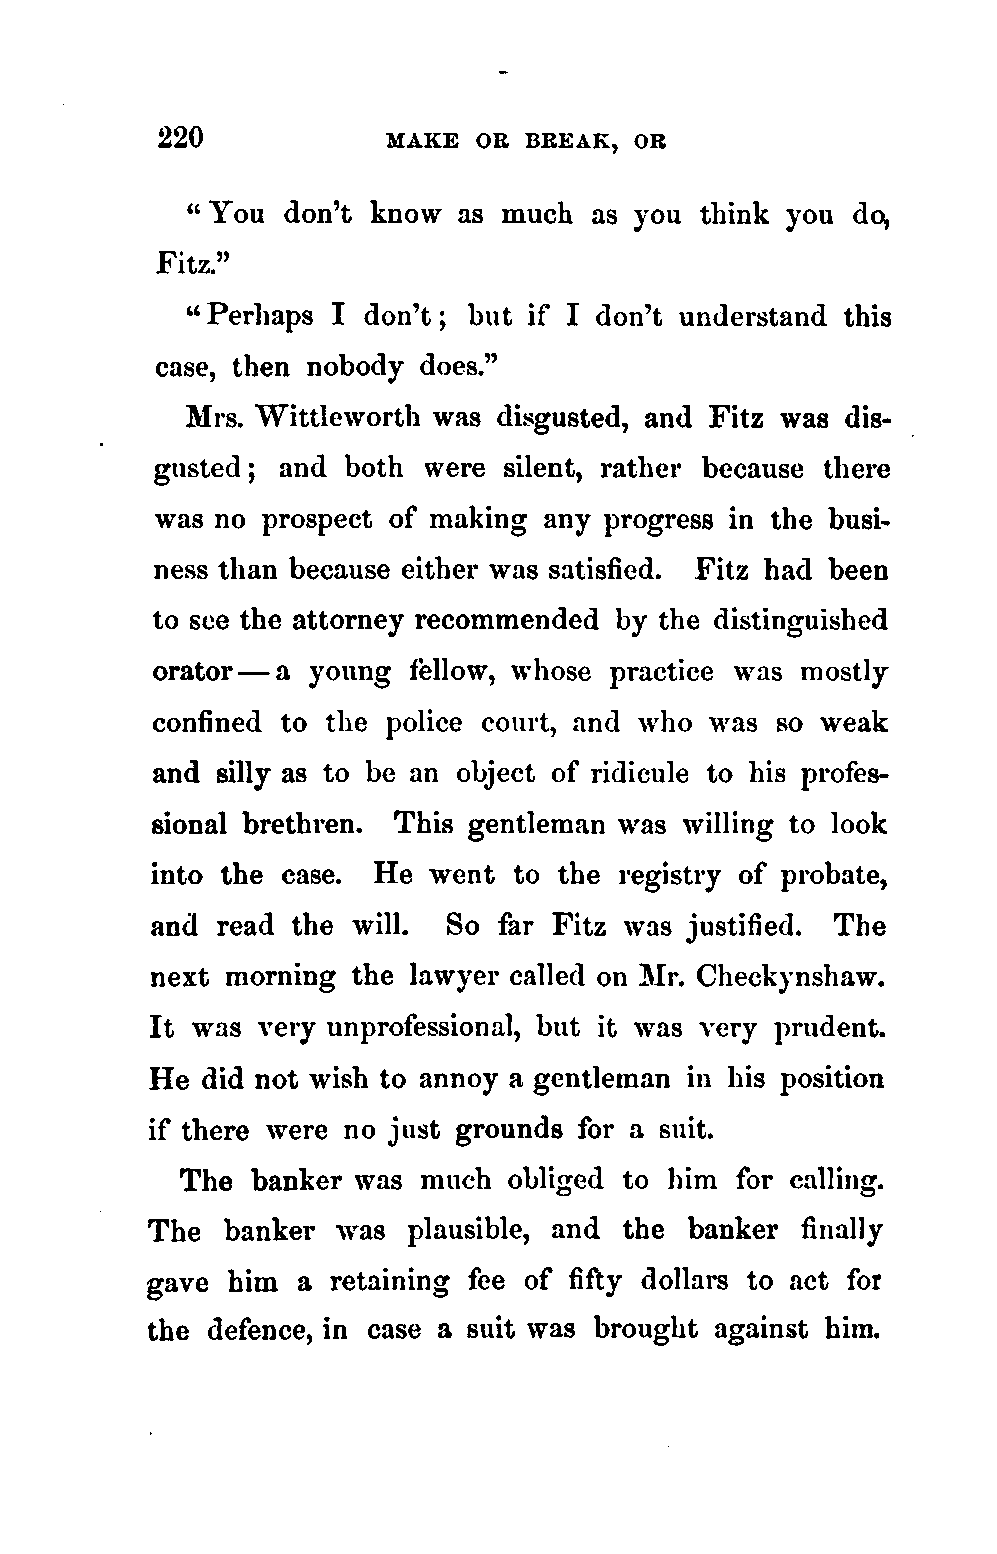 220 MAKE OR BREAK, OR
"You don't know as much as you think you do,
Fitz."
"Perhaps I don't; but if I don't understand this
case, then nobody does."
Mrs. Wittleworth was disgusted, and Fitz was dis-
gusted; and both were silent, rather because there
was no prospect of making any progress in the busi-
ness than because either was satisfied. Fitz had been
to see the attorney recommended by the distinguished
orator — a young fellow, whose practice was mostly
confined to the police court, and who was so weak
and silly as to be an object of ridicule to his profes-
sional brethren. This gentleman was willing to look
into the case. He went to the registry of probate,
and read the will. So far Fitz was justified. The
next morning the lawyer called on Mr. Checkynshaw.
It was very unprofessional, but it was very prudent.
He did not wish to annoy a gentleman in his position
if there were no just grounds for a suit.
The banker was much obliged to him for calling.
The banker was plausible, and the banker finally
gave him a retaining fee of fifty dollars to act for
the defence, in case a suit was brought against him.